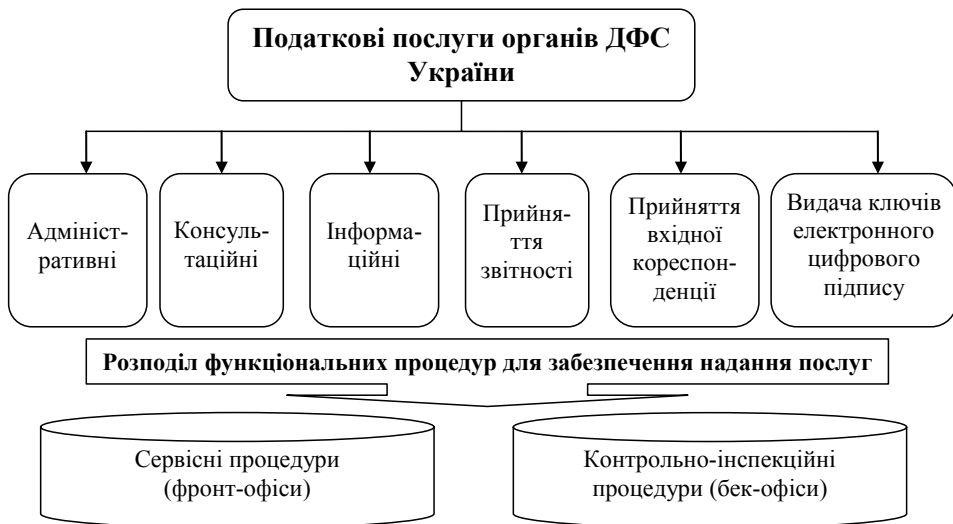 Податкові послуги органів ДФС
України
Адмініст-
ративні
Консуль-
таційні
Інформа-
ційні
Прийня-
ття
звітності
Прийняття
вхідної
кореспон-
денції
Видача ключів
електронного
цифрового
підпису
Розподіл функціональних процедур для забезпечення надання послуг
Сервісні процедури
(фронт-офіси)
Контрольно-інспекційні
процедури (бек-офіси)